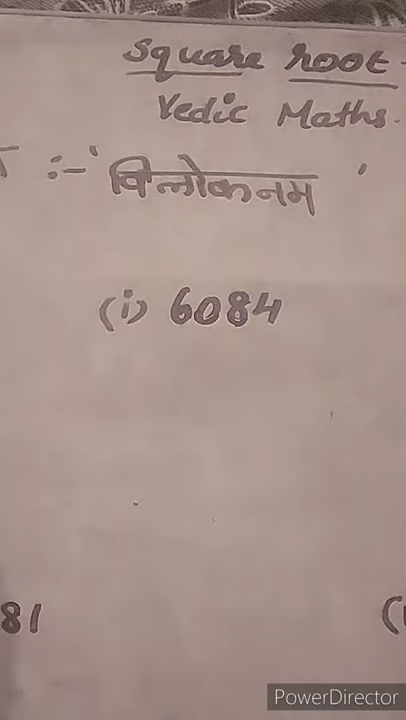 Square root
Vedic Maths.
:- 'विलोकनम'
(i) 6084
81
PowerDirector